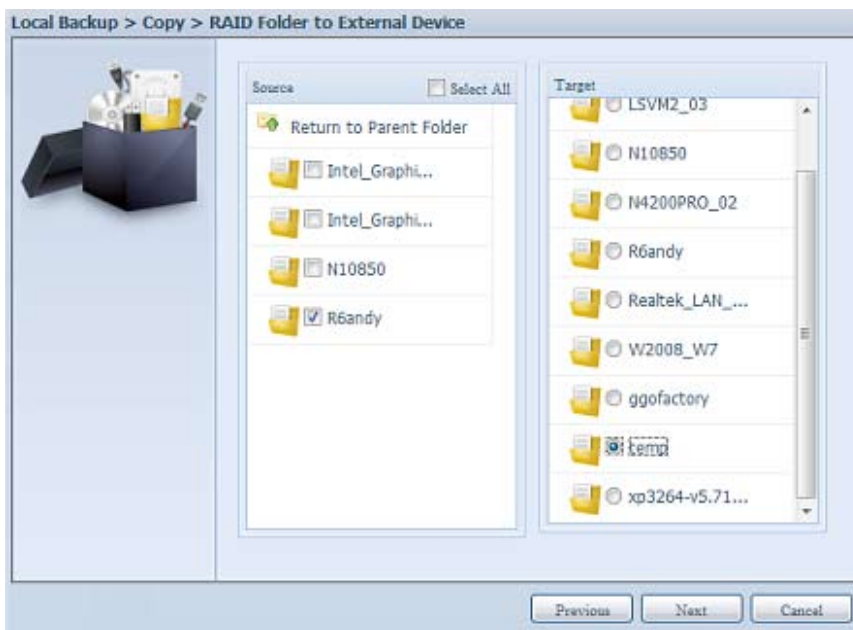 Local Backup > Copy > RAID Folder to External Device
Source
Select All
Return to Parent Folder
Intel_Graphi...
Intel_Graphi...
N10850
R6andy
Target
LSVM2_03
N10850
N4200PRO_02
R6andy
Realtek_LAN_...
W2008_W7
ggofactory
temp
xp3264-v5.71...
Previous
Next
Cancel